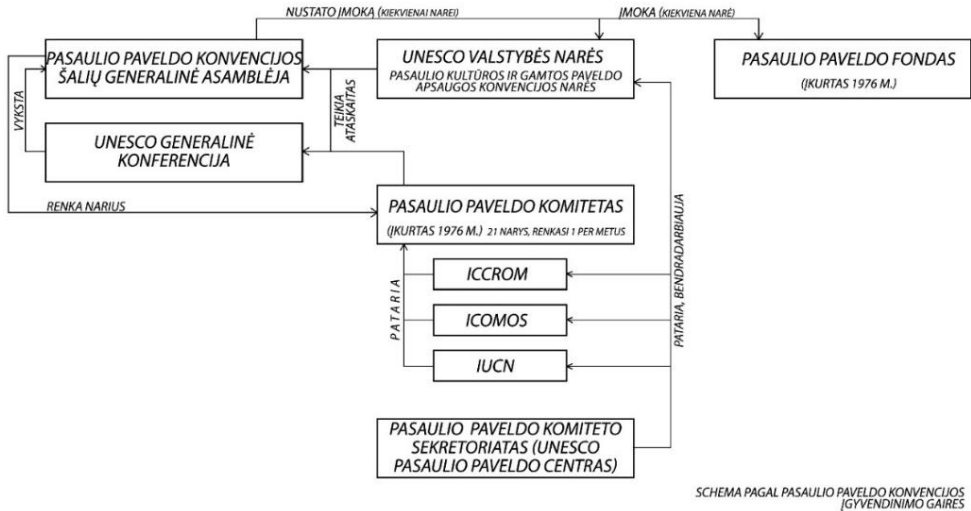 NUSTATO ĮMOKĄ (KIEKVIENAI NAREI)
ĮMOKA (KIEKVIENA NARĖ)
PASAULIO PAVELDO KONVENCIJOS
ŠALIŲ GENERALINĖ ASAMBLĖJA
UNESCO VALSTYBĖS NARĖS
PASAULIO KULTŪROS IR GAMTOS PAVELDO
APSAUGOS KONVENCIJOS NARĖS
PASAULIO PAVELDO FONDAS
(ĮKURTAS 1976 M.)
VYKSTA
TEIKIA
ATASKAITAS
UNESCO GENERALINĖ
KONFERENCIJA
RENKA NARIUS
PASAULIO PAVELDO KOMITETAS
(ĮKURTAS 1976 M.) 21 NARYS, RENKASI 1 PER METUS
PATARIA
ICCROM
ICOMOS
IUCN
PATARIA, BENDRADARBIAUJA
PASAULIO PAVELDO KOMITETO
SEKRETORIATAS (UNESCO
PASAULIO PAVELDO CENTRAS)
SCHEMA PAGAL PASAULIO PAVELDO KONVENCIJOS
ĮGYVENDINIMO GAIRES